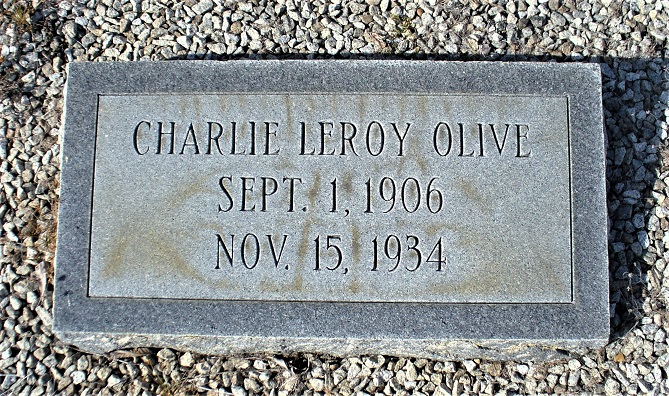 CHARLIE LEROY OLIVE
SEPT. 1, 1906
NOV. 15, 1934